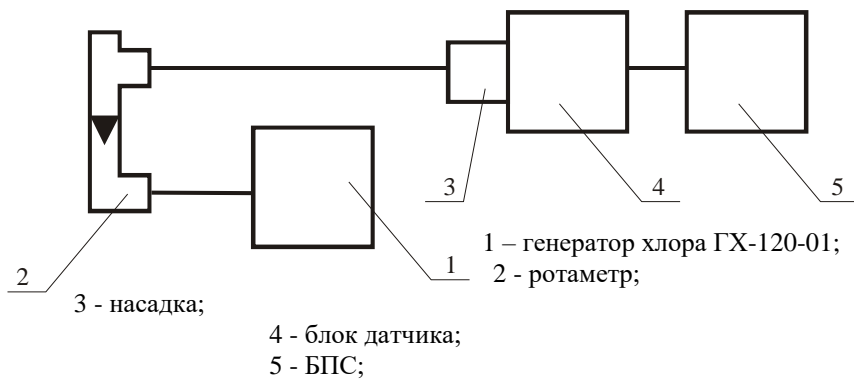 3
4
5
2
1
1 – генератор хлора ГХ-120-01;
2 - ротаметр;
3 - насадка;
4 - блок датчика;
5 - БПС;